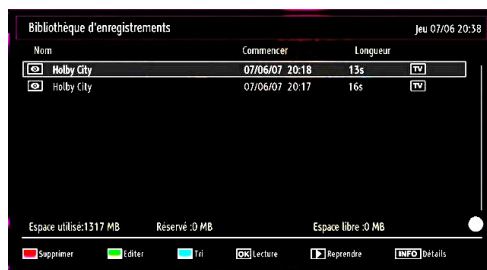 Bibliothèque d'enregistrements Jeu 07/06 20:38
Nom Commencer Longueur
Holby City 07/06/07 20:18 13s TV
Holby City 07/06/07 20:17 16s TV
Espace utilisé:1317 MB Réservé :0 MB Espace libre :0 MB
Supprimer Editer Tri OK Lecture Reprendre INFO Détails